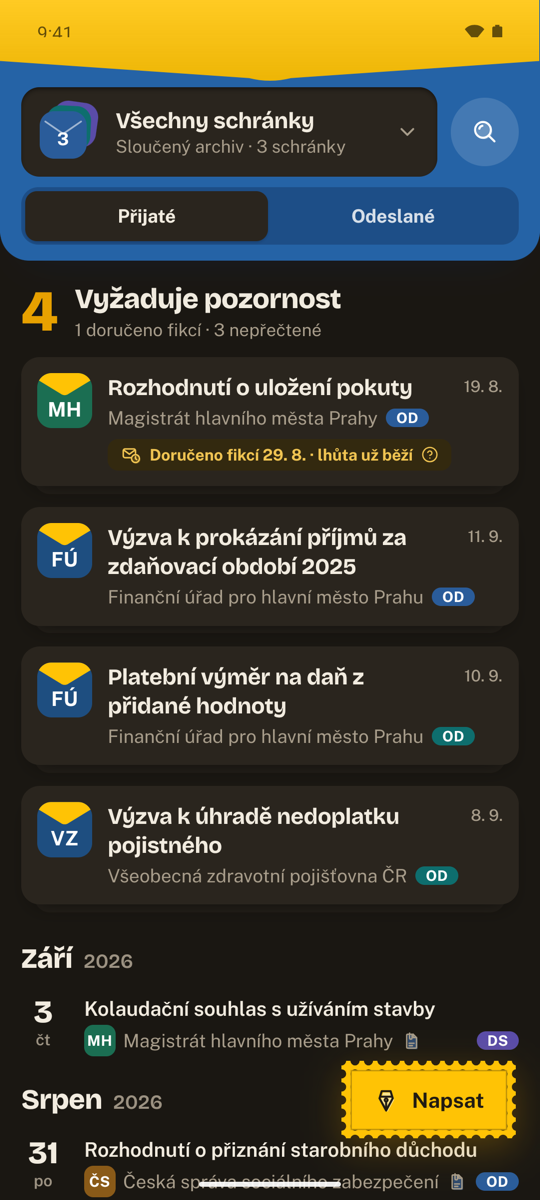 9:41
3
Všechny schránky
Sloučený archiv · 3 schránky
Přijaté
Odeslané
4
Vyžaduje pozornost
1 doručeno fikcí · 3 nepřečtené
MH
Rozhodnutí o uložení pokuty
19. 8.
Magistrát hlavního města Prahy OD
Doručeno fikcí 29. 8. · lhůta už běží ?
FÚ
Výzva k prokázání příjmů za
zdaňovací období 2025
11. 9.
Finanční úřad pro hlavní město Prahu OD
FÚ
Platební výměr na daň z
přidané hodnoty
10. 9.
Finanční úřad pro hlavní město Prahu OD
VZ
Výzva k úhradě nedoplatku
pojistného
8. 9.
Všeobecná zdravotní pojišťovna ČR OD
Září 2026
3
čt
Kolaudační souhlas s užíváním stavby
MH Magistrát hlavního města Prahy DS
Srpen 2026
Napsat
31
po
Rozhodnutí o přiznání starobního důchodu
ČS Česká správa sociálního zabezpečení OD